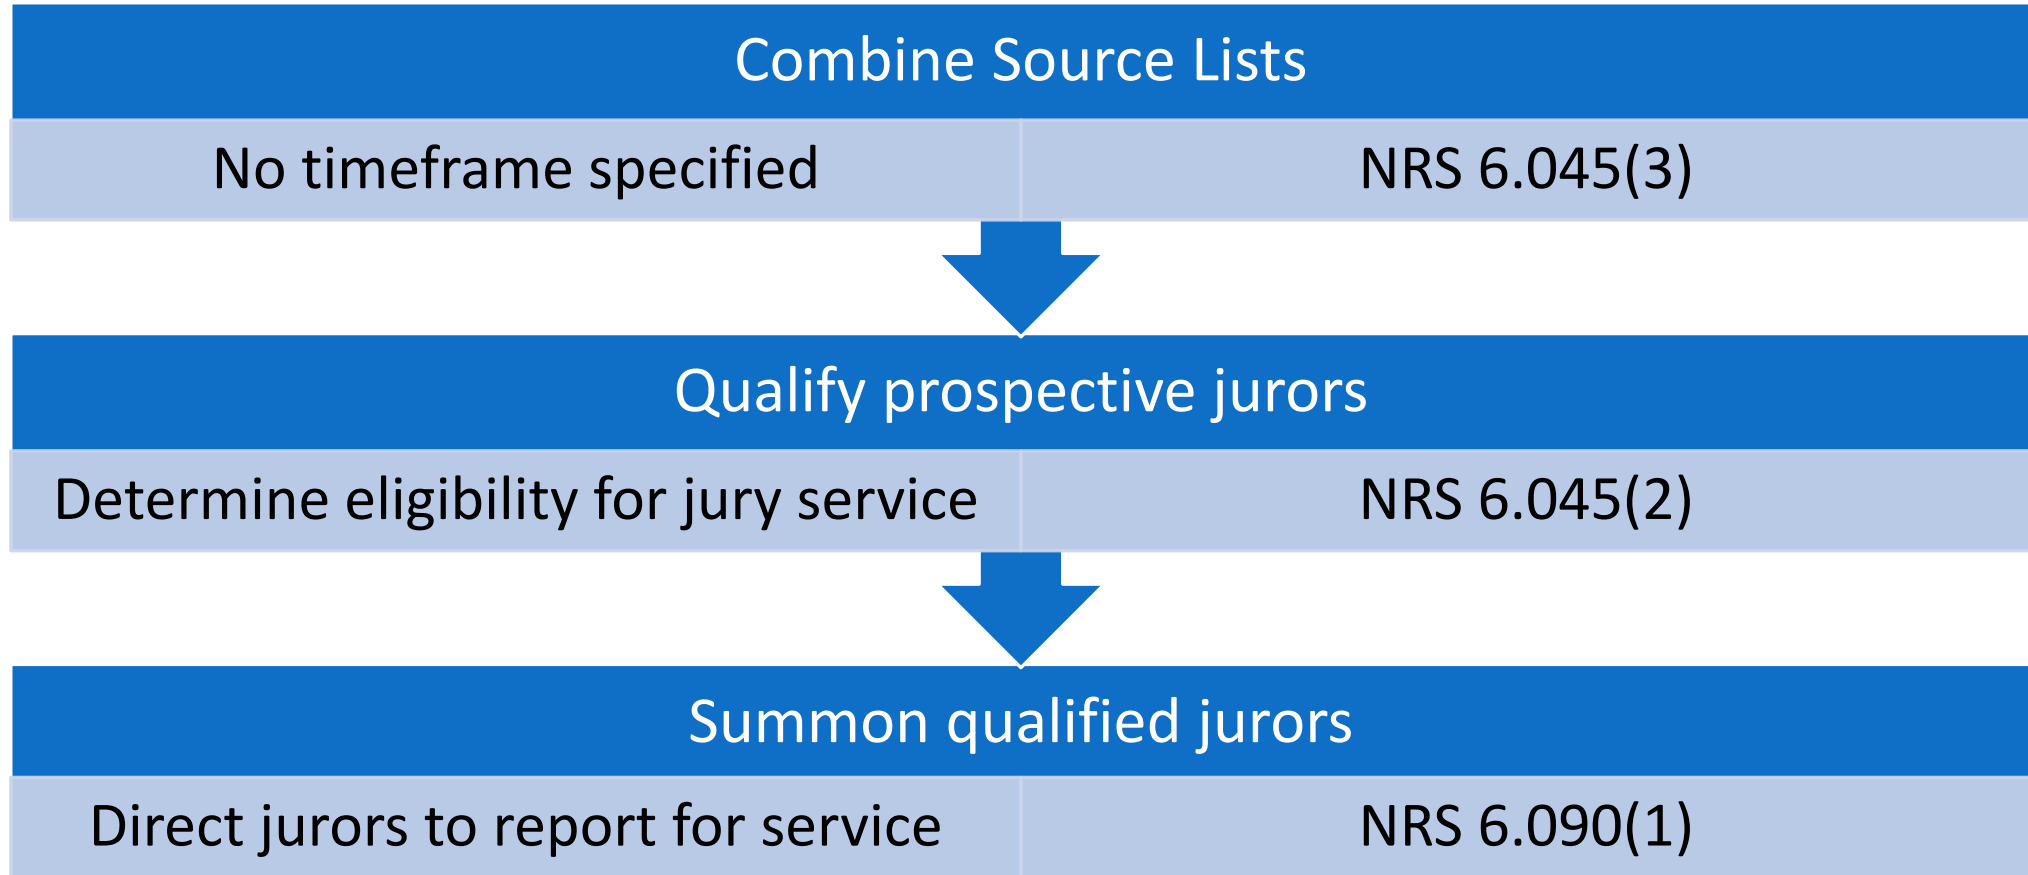 Combine Source Lists
No timeframe specified
NRS 6.045(3)
Qualify prospective jurors
Determine eligibility for jury service
NRS 6.045(2)
Summon qualified jurors
Direct jurors to report for service
NRS 6.090(1)